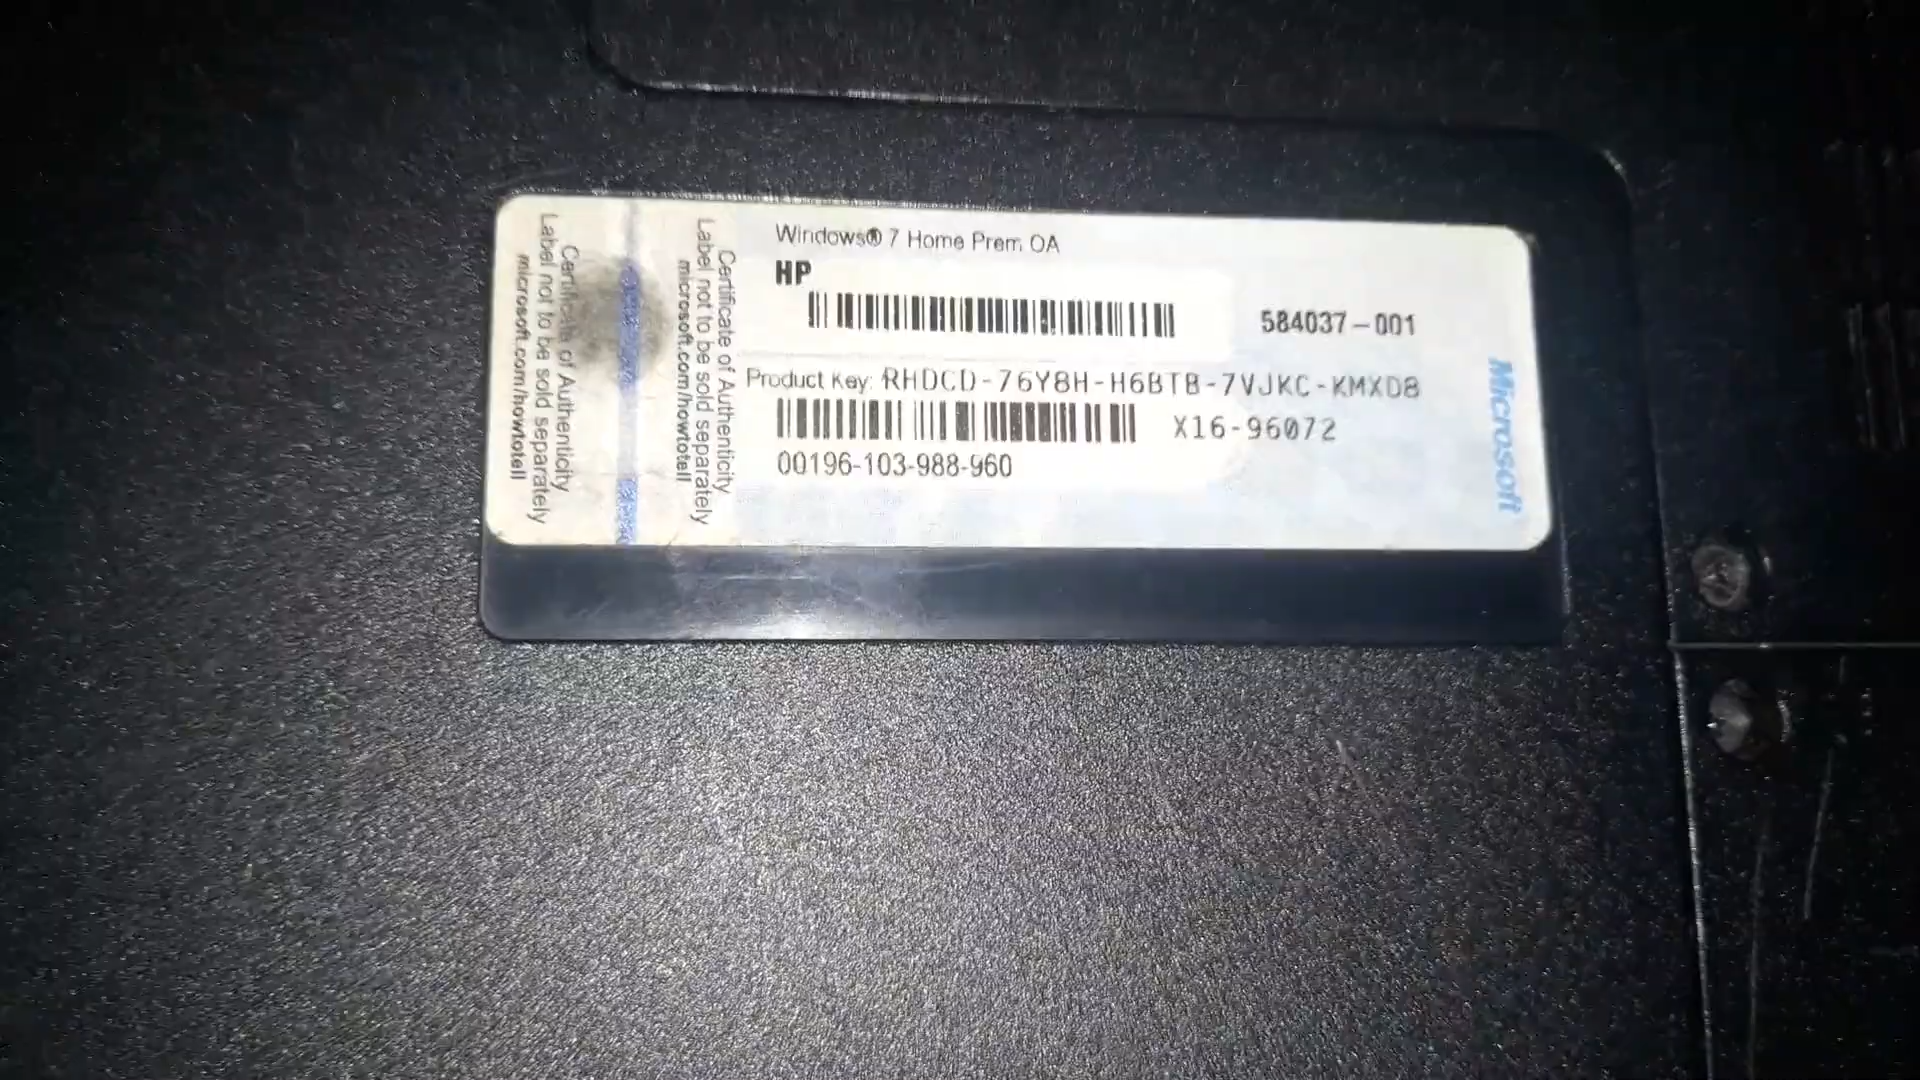 Windows® 7 Home Prem OA
HP
584037-001
Product Key: RHDCD-76Y8H-H6BTB-7VJKC-KMXD8
X16-96072
00196-103-988-960
Certificate of Authenticity
Label not to be sold separately
microsoft.com/howtotell
Certificate of Authenticity
Label not to be sold separately
microsoft.com/howtotell
Microsoft